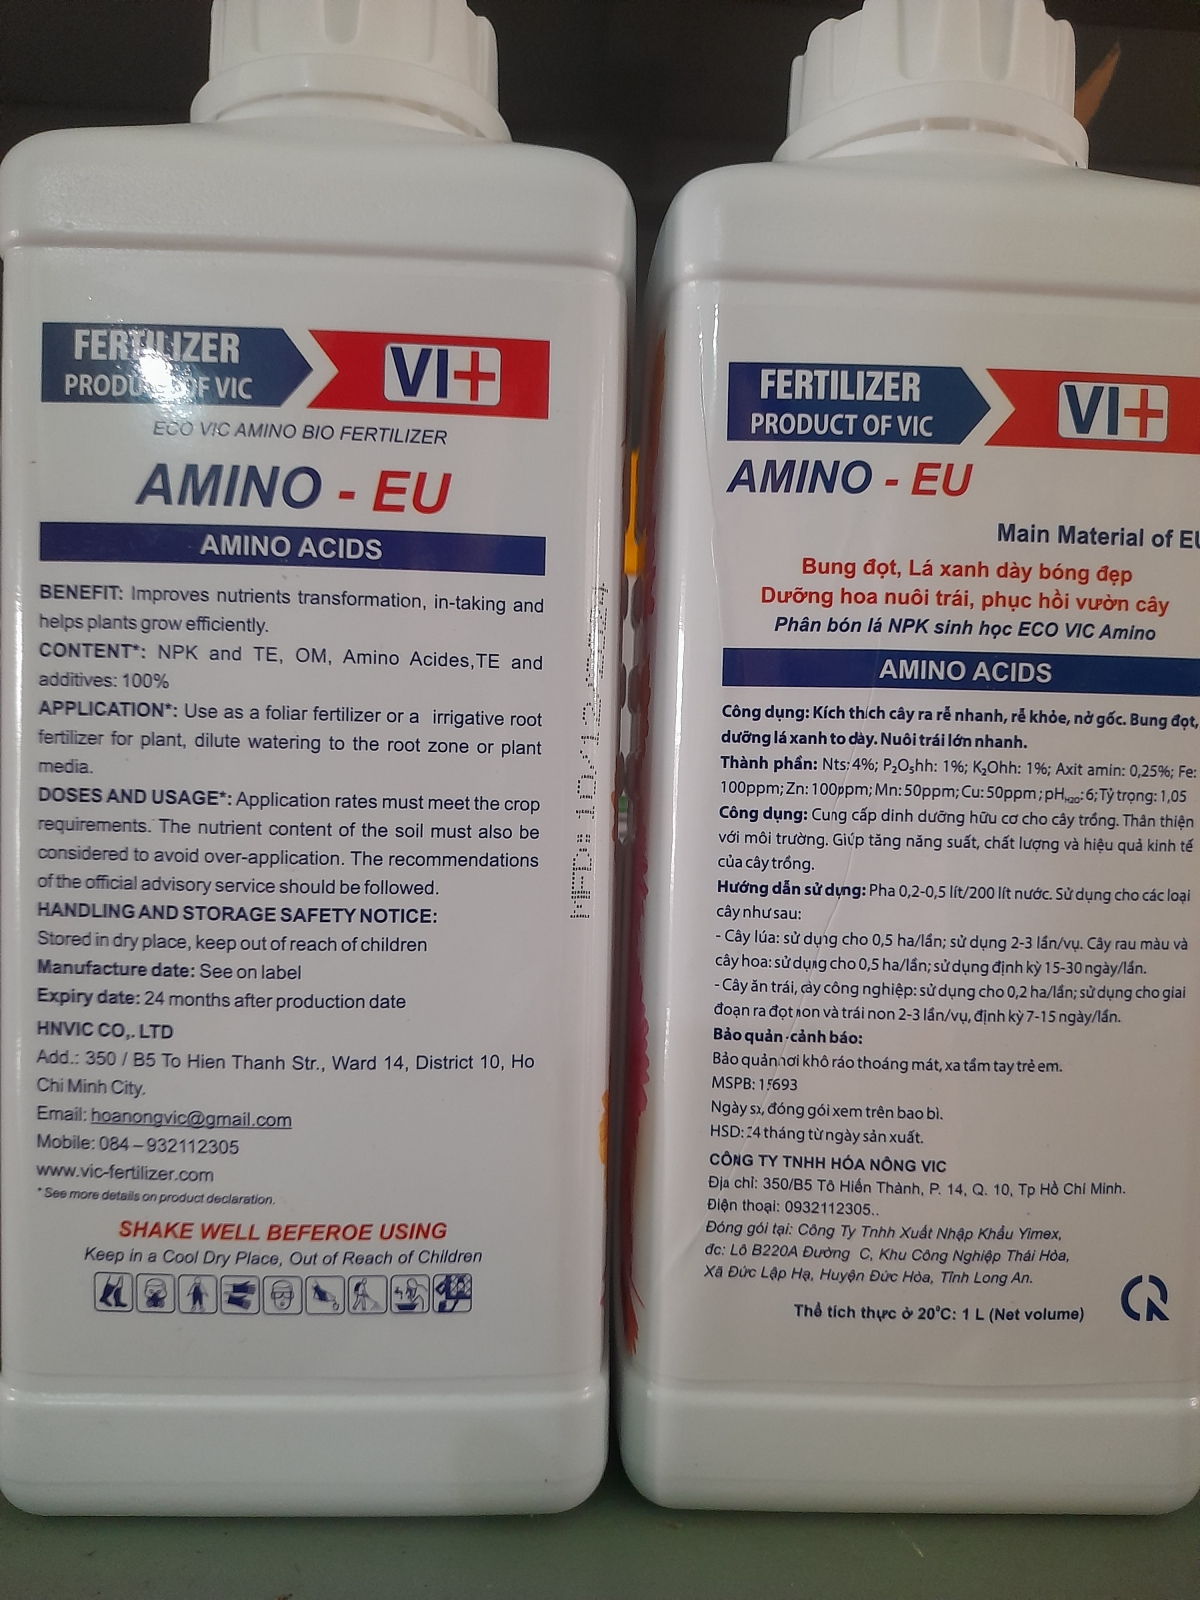 FERTILIZER
PRODUCT OF VIC
VI+
ECO VIC AMINO BIO FERTILIZER
AMINO - EU
AMINO ACIDS
BENEFIT: Improves nutrients transformation, in-taking and
helps plants grow efficiently.
CONTENT*: NPK and TE, OM, Amino Acides,TE and
additives: 100%
APPLICATION*: Use as a foliar fertilizer or a irrigative root
fertilizer for plant, dilute watering to the root zone or plant
media.
DOSES AND USAGE*: Application rates must meet the crop
requirements. The nutrient content of the soil must also be
considered to avoid over-application. The recommendations
of the official advisory service should be followed.
HANDLING AND STORAGE SAFETY NOTICE:
Stored in dry place, keep out of reach of children
Manufacture date: See on label
Expiry date: 24 months after production date
HNVIC CO,. LTD
Add.: 350 / B5 To Hien Thanh Str., Ward 14, District 10, Ho
Chi Minh City.
Email: hoanongvic@gmail.com
Mobile: 084 – 932112305
www.vic-fertilizer.com
* See more details on product declaration.
SHAKE WELL BEFEROE USING
Keep in a Cool Dry Place, Out of Reach of Children
FERTILIZER
PRODUCT OF VIC
VI+
AMINO - EU
Main Material of EU
Bung đọt, Lá xanh dày bóng đẹp
Dưỡng hoa nuôi trái, phục hồi vườn cây
Phân bón lá NPK sinh học ECO VIC Amino
AMINO ACIDS
Công dụng: Kích thích cây ra rễ nhanh, rễ khỏe, nở gốc. Bung đọt,
dưỡng lá xanh to dày. Nuôi trái lớn nhanh.
Thành phần: Nts: 4%; P₂O₅hh: 1%; K₂Ohh: 1%; Axit amin: 0,25%; Fe:
100ppm; Zn: 100ppm; Mn: 50ppm; Cu: 50ppm; pHH₂O: 6; Tỷ trọng: 1,05
Công dụng: Cung cấp dinh dưỡng hữu cơ cho cây trồng. Thân thiện
với môi trường. Giúp tăng năng suất, chất lượng và hiệu quả kinh tế
của cây trồng.
Hướng dẫn sử dụng: Pha 0,2-0,5 lít/200 lít nước. Sử dụng cho các loại
cây như sau:
- Cây lúa: sử dụng cho 0,5 ha/lần; sử dụng 2-3 lần/vụ. Cây rau màu và
cây hoa: sử dụng cho 0,5 ha/lần; sử dụng định kỳ 15-30 ngày/lần.
- Cây ăn trái, cây công nghiệp: sử dụng cho 0,2 ha/lần; sử dụng cho giai
đoạn ra đọt non và trái non 2-3 lần/vụ, định kỳ 7-15 ngày/lần.
Bảo quản-cảnh báo:
Bảo quản nơi khô ráo thoáng mát, xa tầm tay trẻ em.
MSPB: 15693
Ngày sx, đóng gói xem trên bao bì.
HSD: 24 tháng từ ngày sản xuất.
CÔNG TY TNHH HÓA NÔNG VIC
Địa chỉ: 350/B5 Tô Hiến Thành, P. 14, Q. 10, Tp Hồ Chí Minh.
Điện thoại: 0932112305..
Đóng gói tại: Công Ty Tnhh Xuất Nhập Khẩu Yimex,
đc: Lô B220A Đường C, Khu Công Nghiệp Thái Hòa,
Xã Đức Lập Hạ, Huyện Đức Hòa, Tỉnh Long An.
Thể tích thực ở 20°C: 1 L (Net volume)